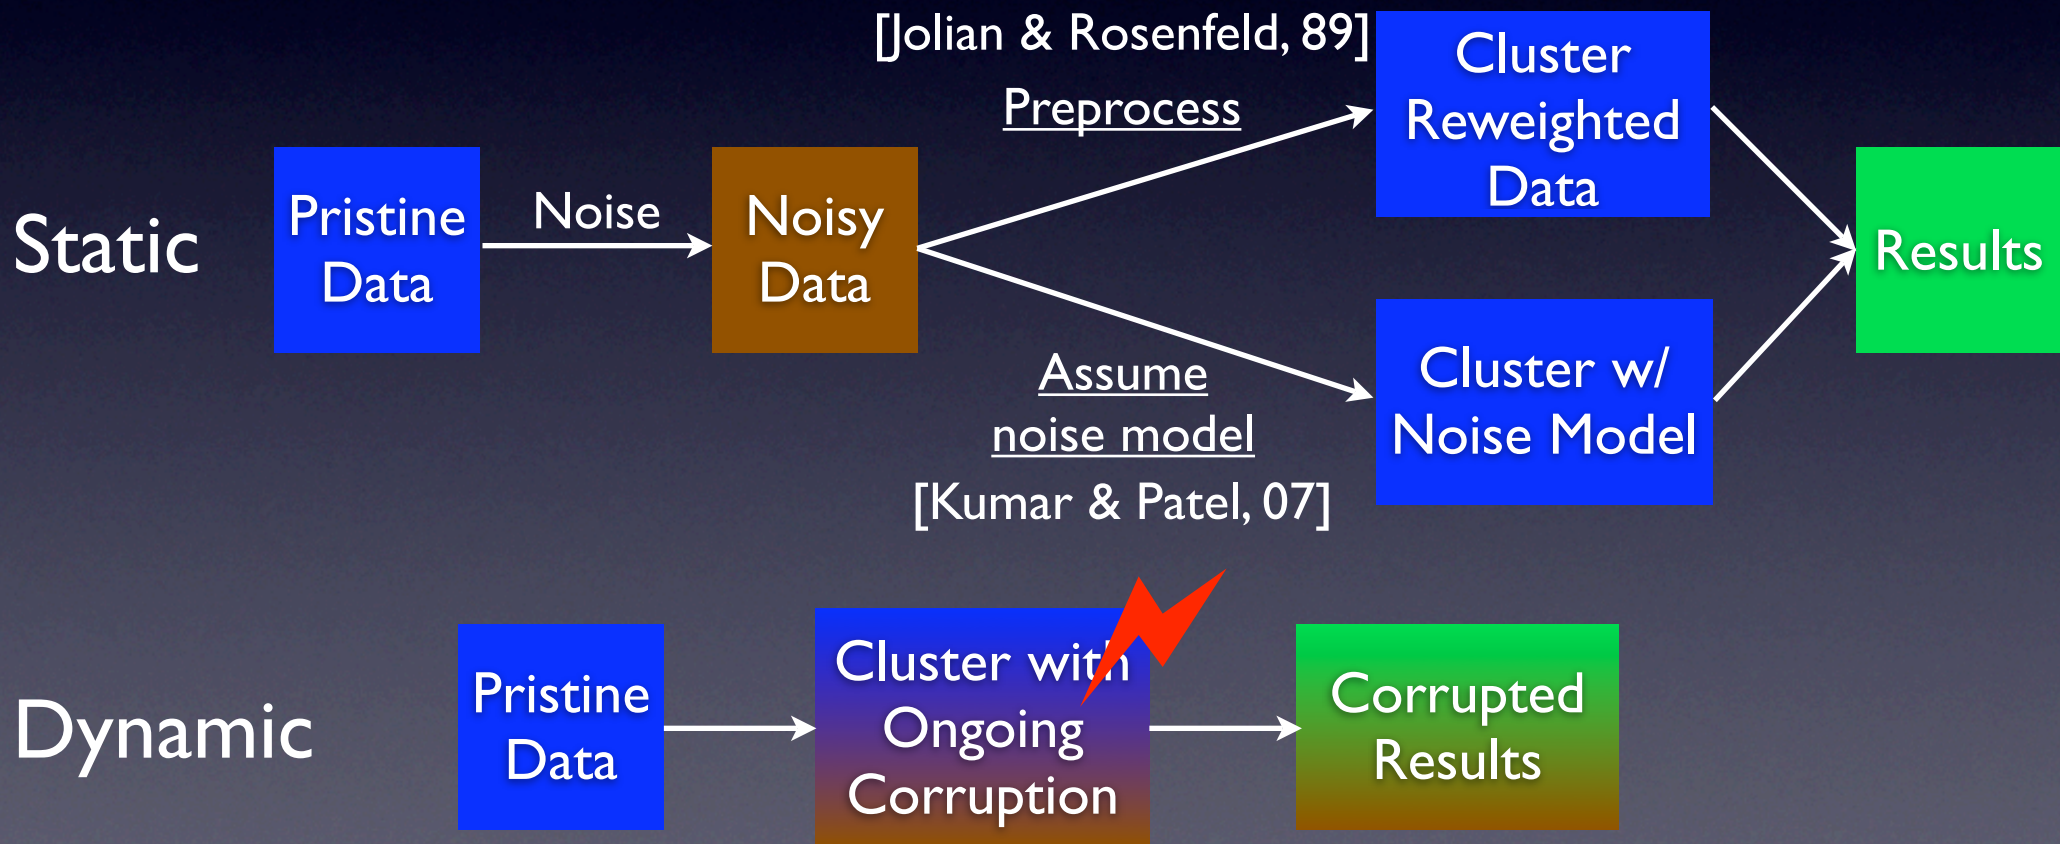 [Jolian & Rosenfeld, 89]
Preprocess
Cluster
Reweighted
Data
Static
Pristine
Data
Noise
Noisy
Data
Results
Assume
noise model
[Kumar & Patel, 07]
Cluster w/
Noise Model
Dynamic
Pristine
Data
Cluster with
Ongoing
Corruption
Corrupted
Results